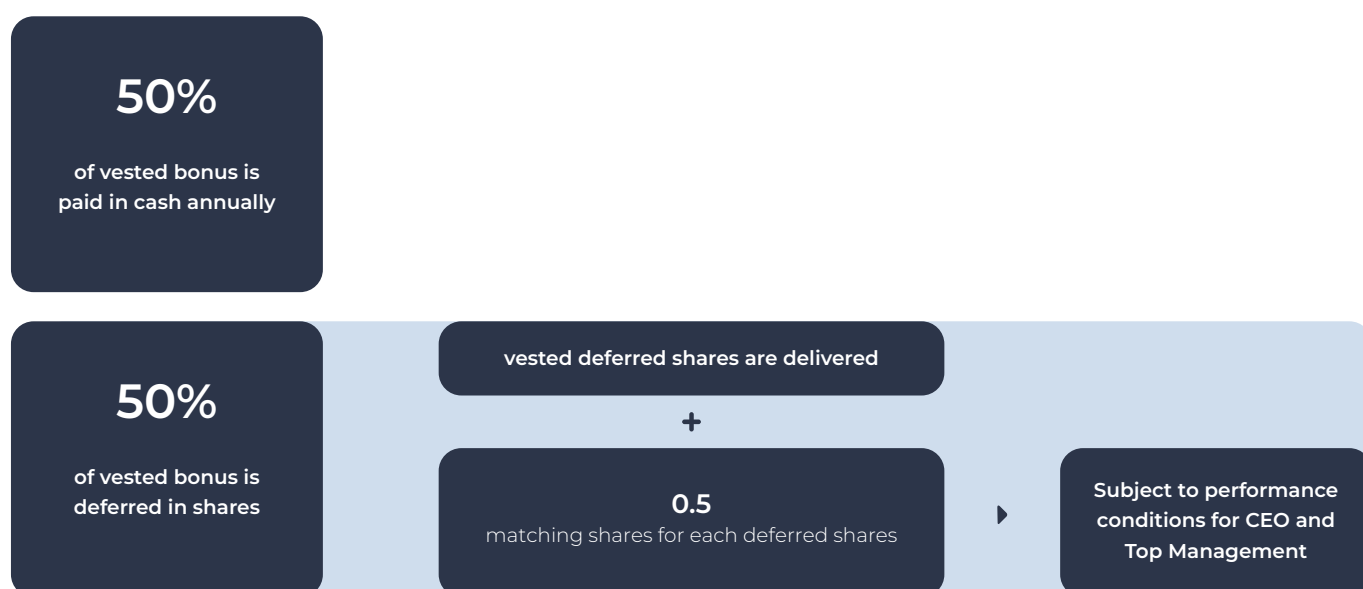 50%
of vested bonus is
paid in cash annually
50%
of vested bonus is
deferred in shares
vested deferred shares are delivered
+
0.5
matching shares for each deferred shares
Subject to performance
conditions for CEO and
Top Management